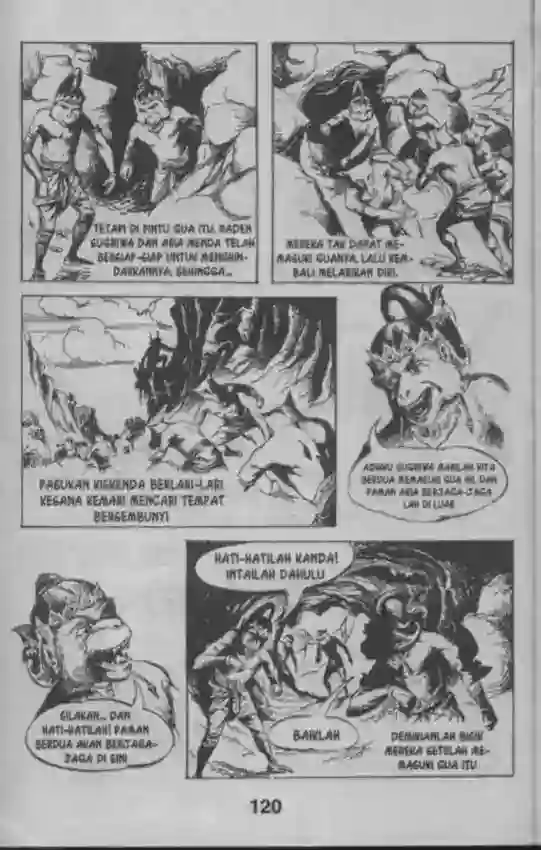 TETAPI DI PINTU GUA ITU, RADEN
SUGRIWA DAN ARIA MENDA TELAH
BERSIAP-SIAP UNTUK MENGHIN-
DARKANNYA, SEHINGGA...
MEREKA TAK DAPAT ME-
MASUKI GUANYA, LALU KEM-
BALI MELARIKAN DIRI.
PASUKAN KISKENDA BERLARI-LARI
KESANA KEMARI MENCARI TEMPAT
BERSEMBUNYI
ADIKKU SUGRIWA MARILAH KITA
BERDUA MEMASUKI GUA INI, DAN
PAMAN ARIA BERJAGA-JAGA
LAH DI LUAR
SILAKAN... DAN
HATI-HATILAH! PAMAN
BERDUA AKAN BERJAGA-
JAGA DI SINI
HATI-HATILAH KANDA!
INTAILAH DAHULU
BAIKLAH
DEMIKIANLAH BISIK
MEREKA SETELAH ME-
MASUKI GUA ITU
120